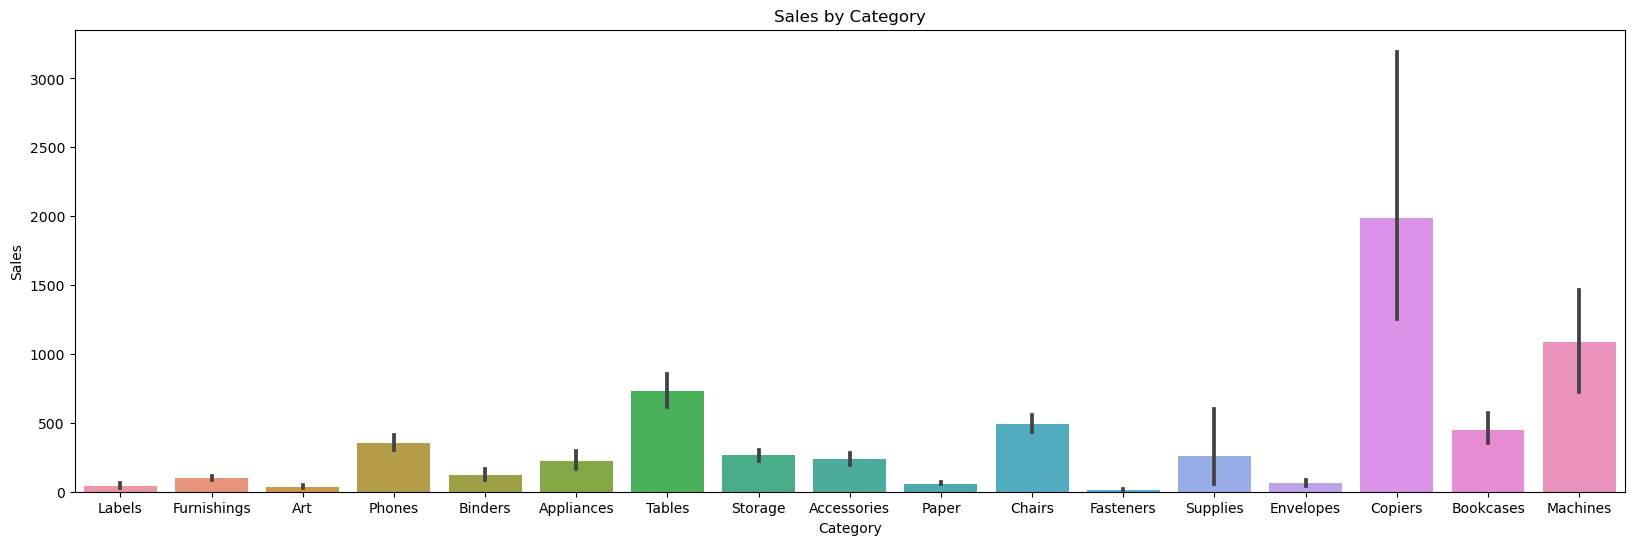 Sales by Category
Sales
3000
2500
2000
1500
1000
500
0
Labels Furnishings Art Phones Binders Appliances Tables Storage Accessories Paper Chairs Fasteners Supplies Envelopes Copiers Bookcases Machines
Category